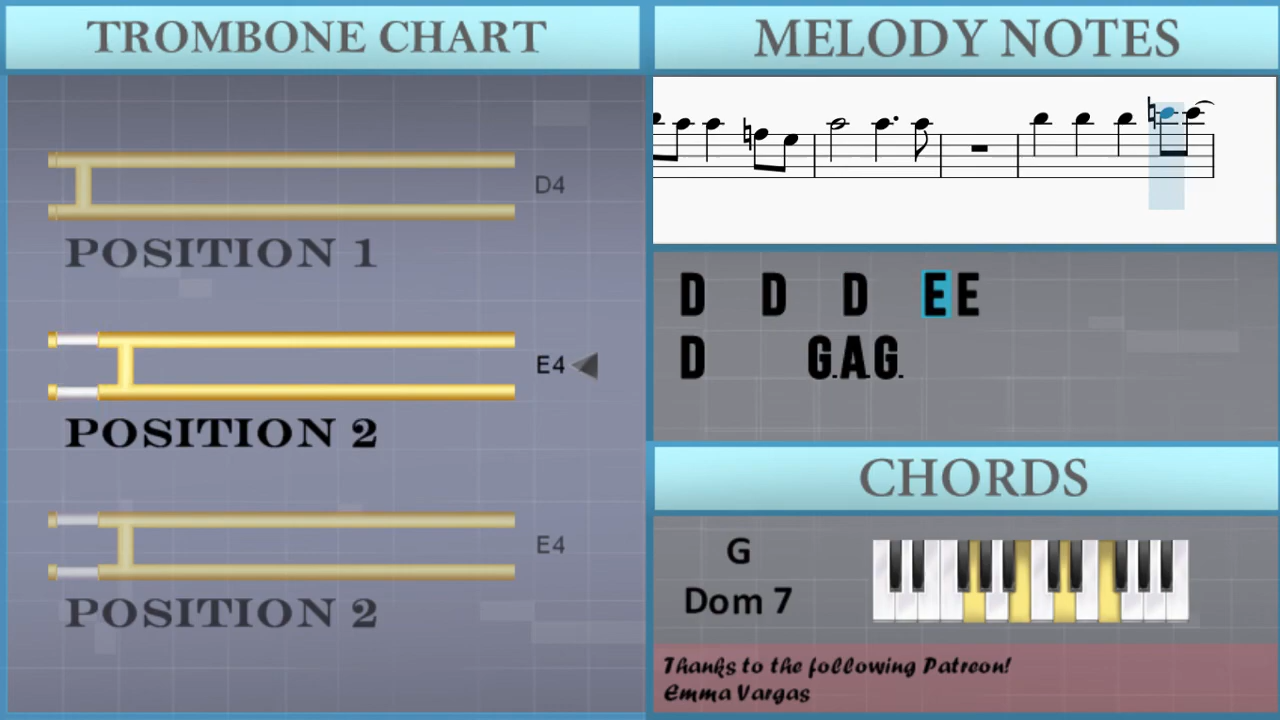 TROMBONE CHART
D4
POSITION 1
E4
POSITION 2
E4
POSITION 2
MELODY NOTES
D D D E E
D G. A. G.
CHORDS
G
Dom 7
Thanks to the following Patreon!
Emma Vargas